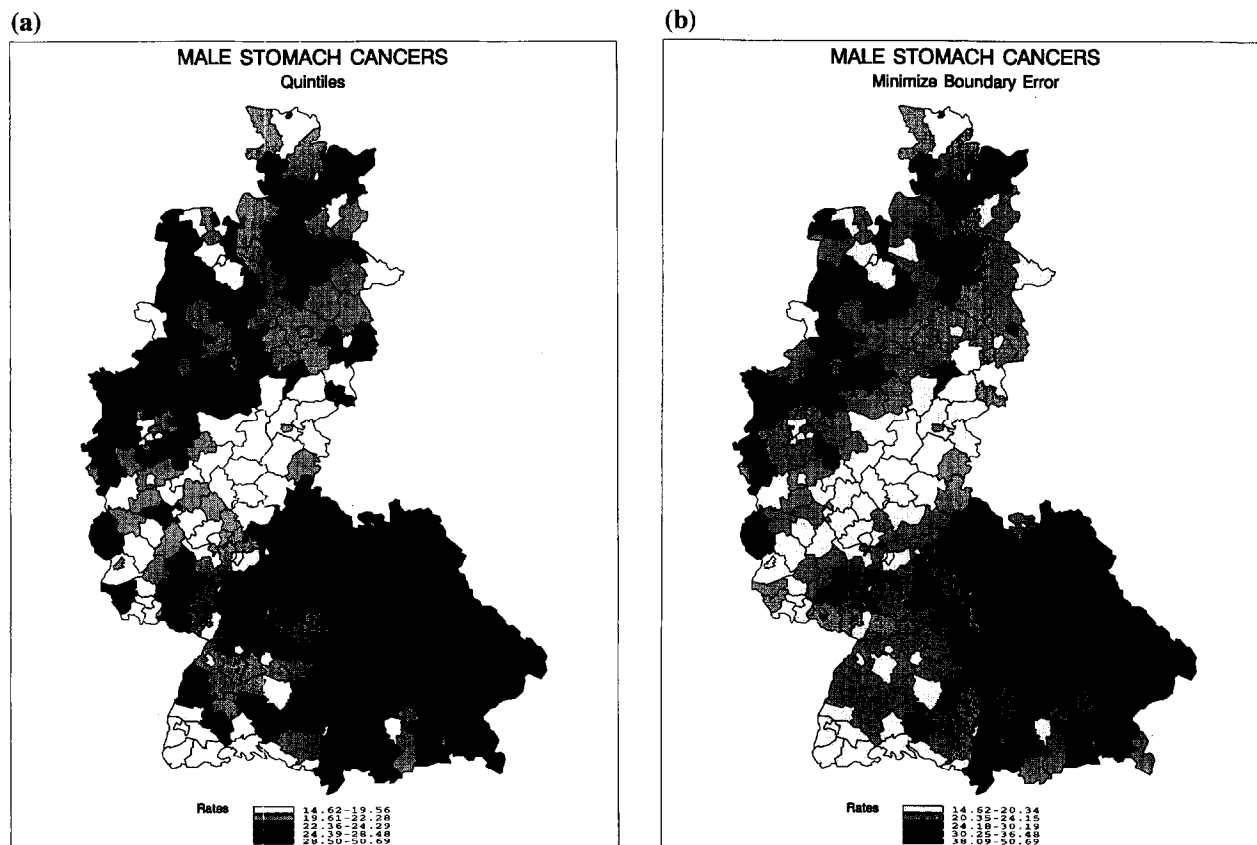 (a)
MALE STOMACH CANCERS
Quintiles
Rates
14.62-19.56
19.61-22.28
22.36-24.29
24.39-28.48
28.50-50.69
(b)
MALE STOMACH CANCERS
Minimize Boundary Error
Rates
14.62-20.34
20.35-24.15
24.18-30.19
30.25-36.48
38.09-50.69